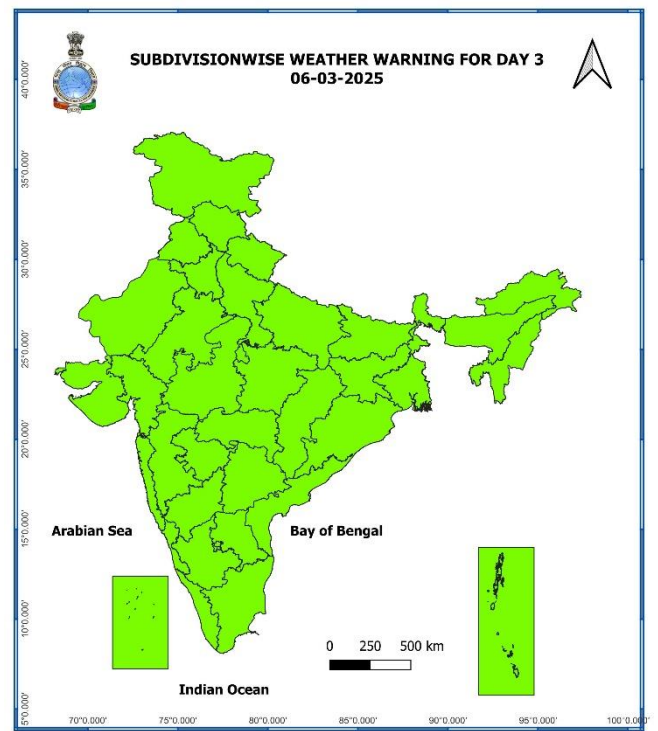 SUBDIVISIONWISE WEATHER WARNING FOR DAY 3
06-03-2025
40°0.000'
35°0.000'
30°0.000'
25°0.000'
20°0.000'
15°0.000'
10°0.000'
5°0.000'
Arabian Sea
Bay of Bengal
0 250 500 km
Indian Ocean
70°0.000' 75°0.000' 80°0.000' 85°0.000' 90°0.000' 95°0.000' 100°0.000'